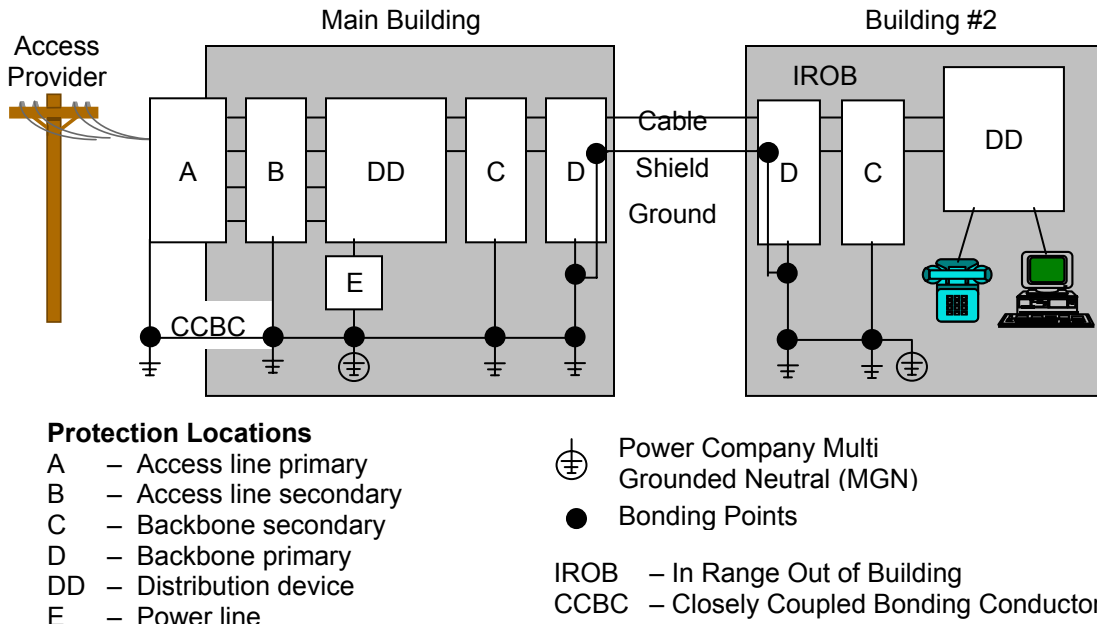 Main Building
Building #2
Access
Provider
IROB
A
B
DD
C
D
Cable
Shield
Ground
D
C
DD
E
CCBC
Protection Locations
A – Access line primary
B – Access line secondary
C – Backbone secondary
D – Backbone primary
DD – Distribution device
E – Power line
Power Company Multi
Grounded Neutral (MGN)
Bonding Points
IROB – In Range Out of Building
CCBC – Closely Coupled Bonding Conductor